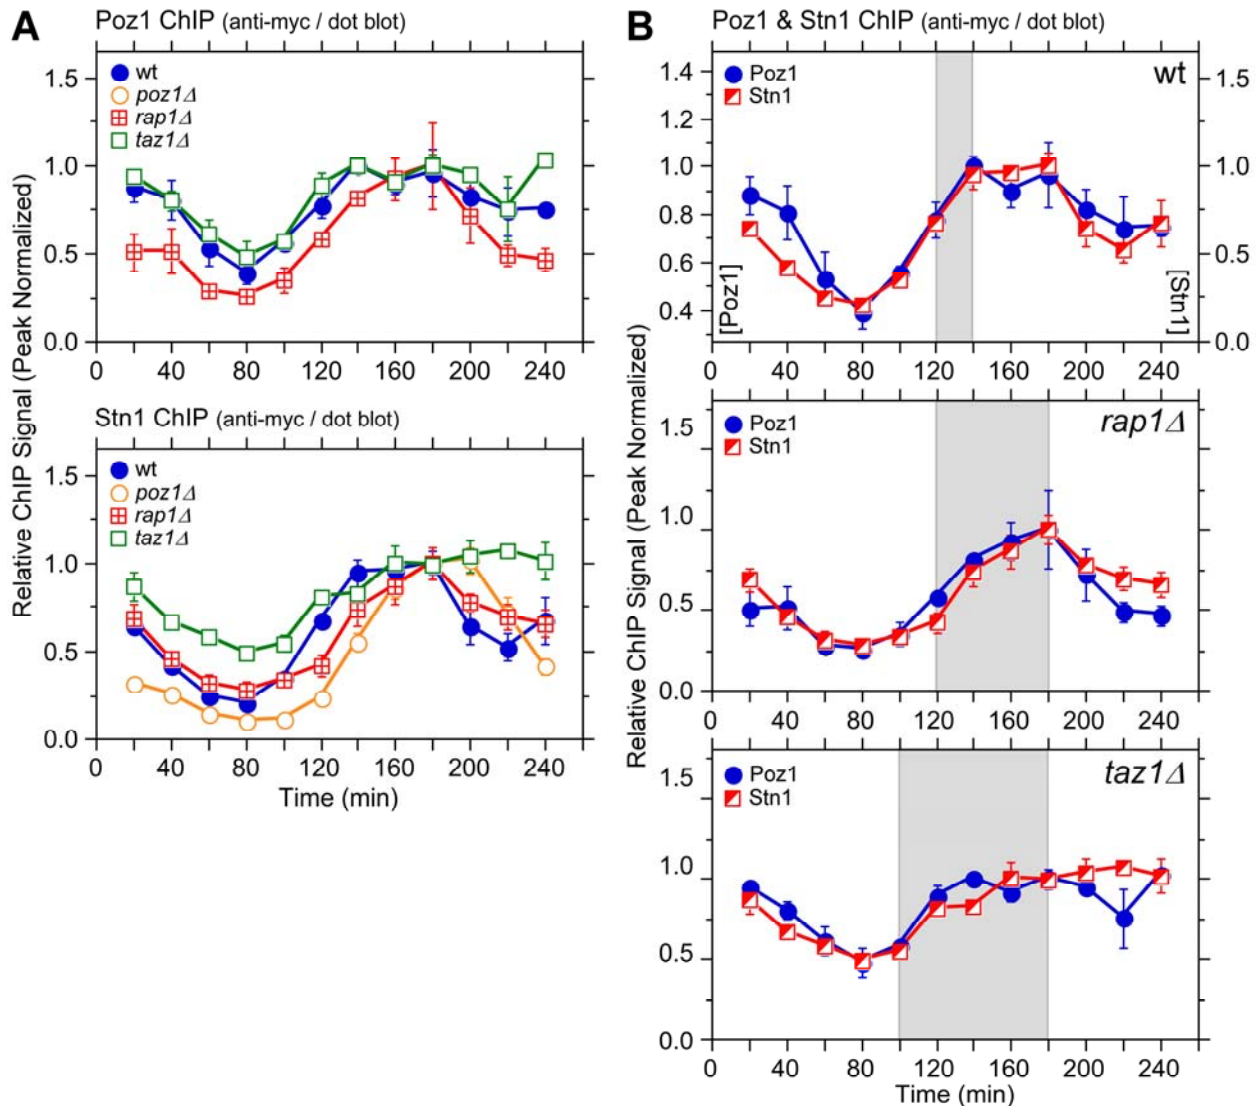 A
Poz1 ChIP (anti-myc / dot blot)
1.5
1.0
0.5
0.0
wt
poz1Δ
rap1Δ
taz1Δ
0 40 80 120 160 200 240
Stn1 ChIP (anti-myc / dot blot)
1.5
1.0
0.5
0.0
wt
poz1Δ
rap1Δ
taz1Δ
0 40 80 120 160 200 240
Time (min)
Relative ChIP Signal (Peak Normalized)
B
Poz1 & Stn1 ChIP (anti-myc / dot blot)
1.4
1.2
1.0
0.8
0.6
0.4
Poz1
Stn1
wt
[Poz1]
[Stn1]
1.5
1.0
0.5
0.0
0 40 80 120 160 200 240
Relative ChIP Signal (Peak Normalized)
1.5
1.0
0.5
0.0
Poz1
Stn1
rap1Δ
0 40 80 120 160 200 240
1.5
1.0
0.5
0.0
Poz1
Stn1
taz1Δ
0 40 80 120 160 200 240
Time (min)